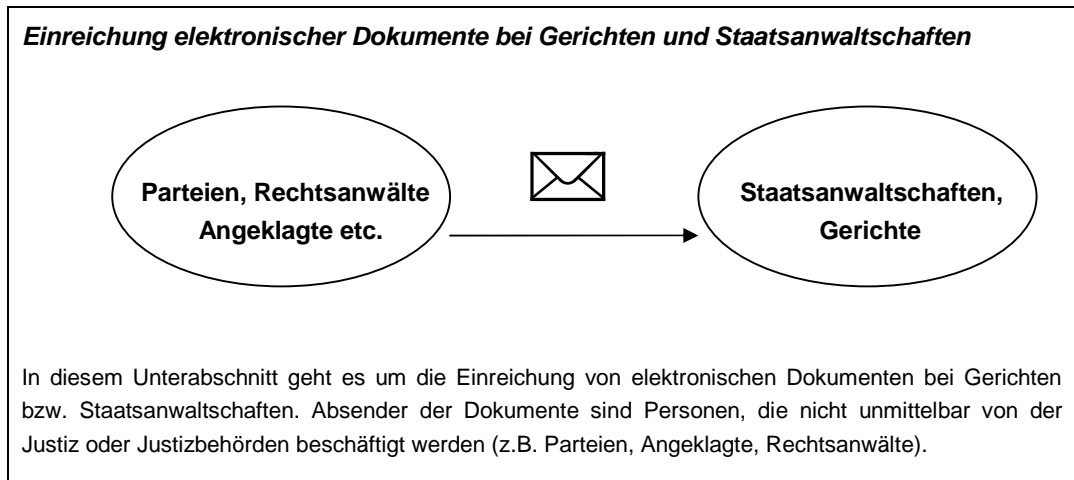 Einreichung elektronischer Dokumente bei Gerichten und Staatsanwaltschaften
Parteien, Rechtsanwälte
Angeklagte etc.
Staatsanwaltschaften,
Gerichte
In diesem Unterabschnitt geht es um die Einreichung von elektronischen Dokumenten bei Gerichten
bzw. Staatsanwaltschaften. Absender der Dokumente sind Personen, die nicht unmittelbar von der
Justiz oder Justizbehörden beschäftigt werden (z.B. Parteien, Angeklagte, Rechtsanwälte).